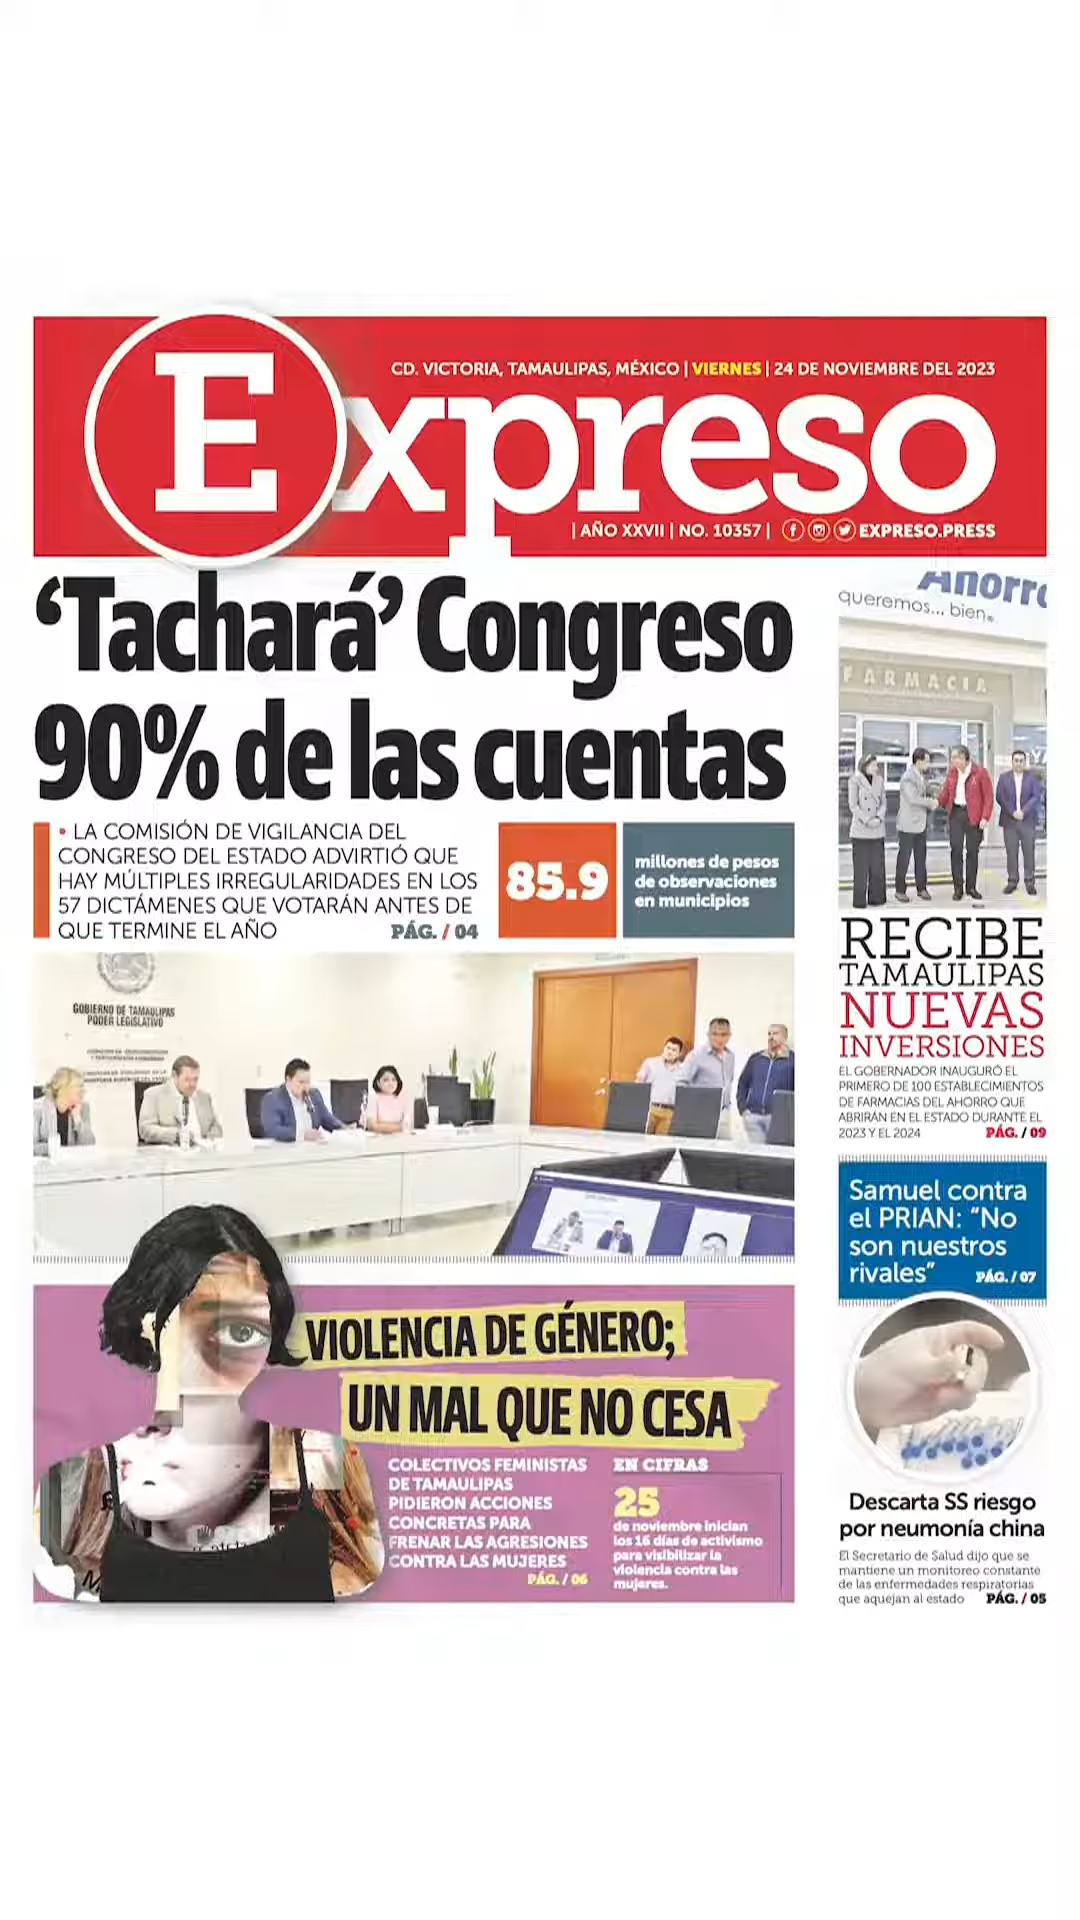 CD. VICTORIA, TAMAULIPAS, MÉXICO | VIERNES | 24 DE NOVIEMBRE DEL 2023
Expreso
| AÑO XXVII | NO. 10357 | EXPRESO.PRESS
‘Tachará’ Congreso
90% de las cuentas
• LA COMISIÓN DE VIGILANCIA DEL
CONGRESO DEL ESTADO ADVIRTIÓ QUE
HAY MÚLTIPLES IRREGULARIDADES EN LOS
57 DICTÁMENES QUE VOTARÁN ANTES DE
QUE TERMINE EL AÑO PÁG. / 04
85.9
millones de pesos
de observaciones
en municipios
GOBIERNO DE TAMAULIPAS
PODER LEGISLATIVO
VIOLENCIA DE GÉNERO;
UN MAL QUE NO CESA
COLECTIVOS FEMINISTAS
DE TAMAULIPAS
PIDIERON ACCIONES
CONCRETAS PARA
FRENAR LAS AGRESIONES
CONTRA LAS MUJERES
PÁG. / 06
EN CIFRAS
25
de noviembre inician
los 16 días de activismo
para visibilizar la
violencia contra las
mujeres.
Ahorro
queremos... bien.
FARMACIA
RECIBE
TAMAULIPAS
NUEVAS
INVERSIONES
EL GOBERNADOR INAUGURÓ EL
PRIMERO DE 100 ESTABLECIMIENTOS
DE FARMACIAS DEL AHORRO QUE
ABRIRÁN EN EL ESTADO DURANTE EL
2023 Y EL 2024 PÁG. / 09
Samuel contra
el PRIAN: “No
son nuestros
rivales” PÁG. / 07
Descarta SS riesgo
por neumonía china
El Secretario de Salud dijo que se
mantiene un monitoreo constante
de las enfermedades respiratorias
que aquejan al estado PÁG. / 05